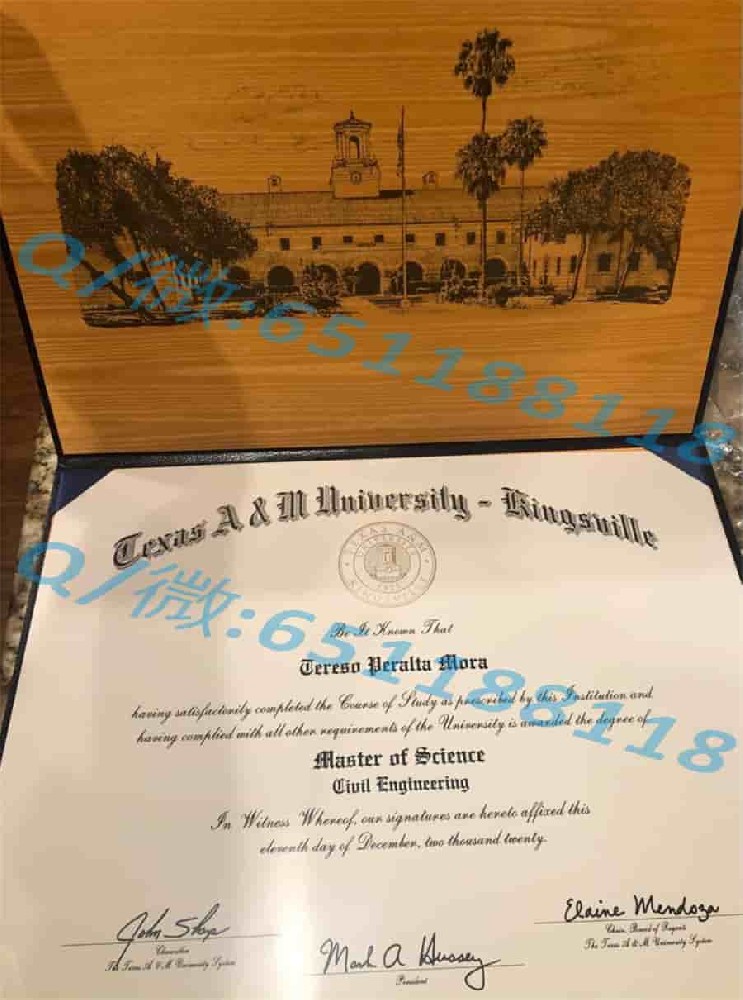 Q/微:651188118
Texas A & M University - Kingsville
TEXAS A&M
UNIVERSITY
KINGSVILLE
Q/微:651188118
Be It Known That
Tereso Peralta Mora
having satisfactorily completed the Course of Study as prescribed by this Institution and
having complied with all other requirements of the University is awarded the degree of
Master of Science
Civil Engineering
In Witness Whereof, our signatures are hereto affixed this
eleventh day of December, two thousand twenty.
John Sharp
Chancellor
The Texas A & M University System
Mark A Hussey
President
Elaine Mendoza
Chair, Board of Regents
The Texas A & M University System